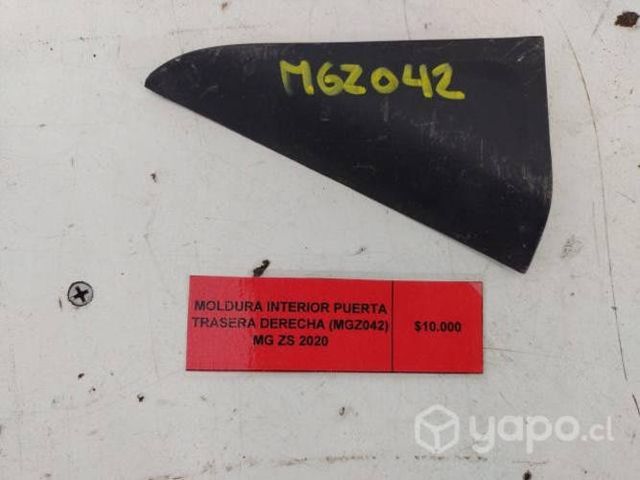 MGZ042
MOLDURA INTERIOR PUERTA
TRASERA DERECHA (MGZ042)
MG ZS 2020
$10.000
yapo.cl